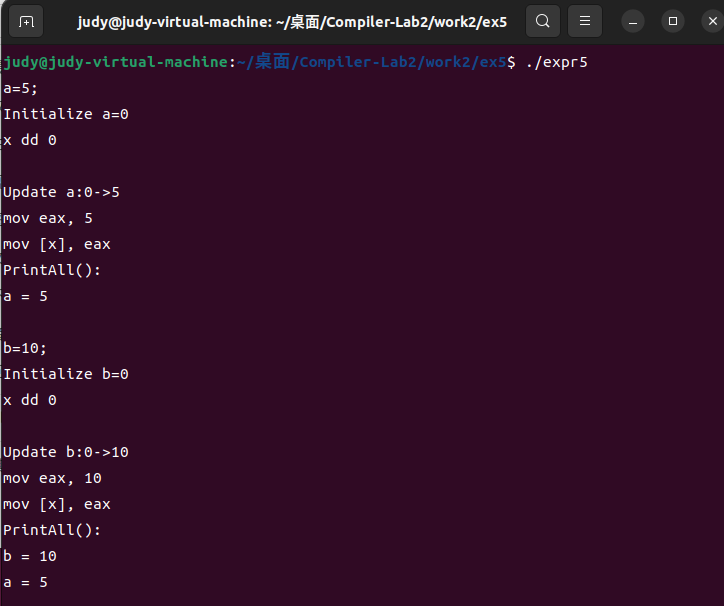 judy@judy-virtual-machine: ~/桌面/Compiler-Lab2/work2/ex5
judy@judy-virtual-machine:~/桌面/Compiler-Lab2/work2/ex5$ ./expr5
a=5;
Initialize a=0
x dd 0
Update a:0->5
mov eax, 5
mov [x], eax
PrintAll():
a = 5
b=10;
Initialize b=0
x dd 0
Update b:0->10
mov eax, 10
mov [x], eax
PrintAll():
b = 10
a = 5